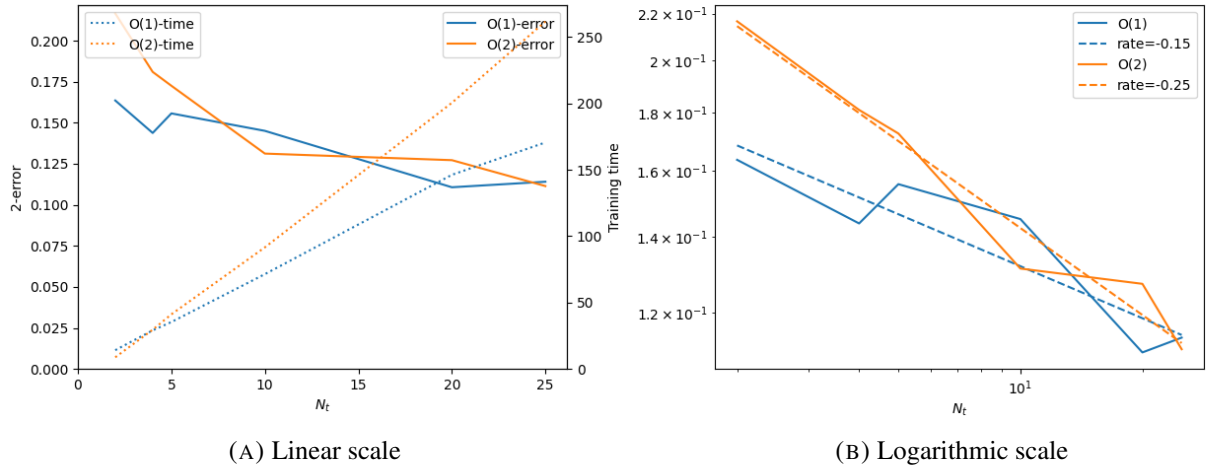 O(1)-time
O(2)-time
O(1)-error
O(2)-error
0.200
0.175
0.150
0.125
0.100
0.075
0.050
0.025
0.000
2-error
250
200
150
100
50
0
Training time
0 5 10 15 20 25
N_t
(A) Linear scale
O(1)
rate=-0.15
O(2)
rate=-0.25
2.2 × 10⁻¹
2 × 10⁻¹
1.8 × 10⁻¹
1.6 × 10⁻¹
1.4 × 10⁻¹
1.2 × 10⁻¹
10¹
N_t
(B) Logarithmic scale